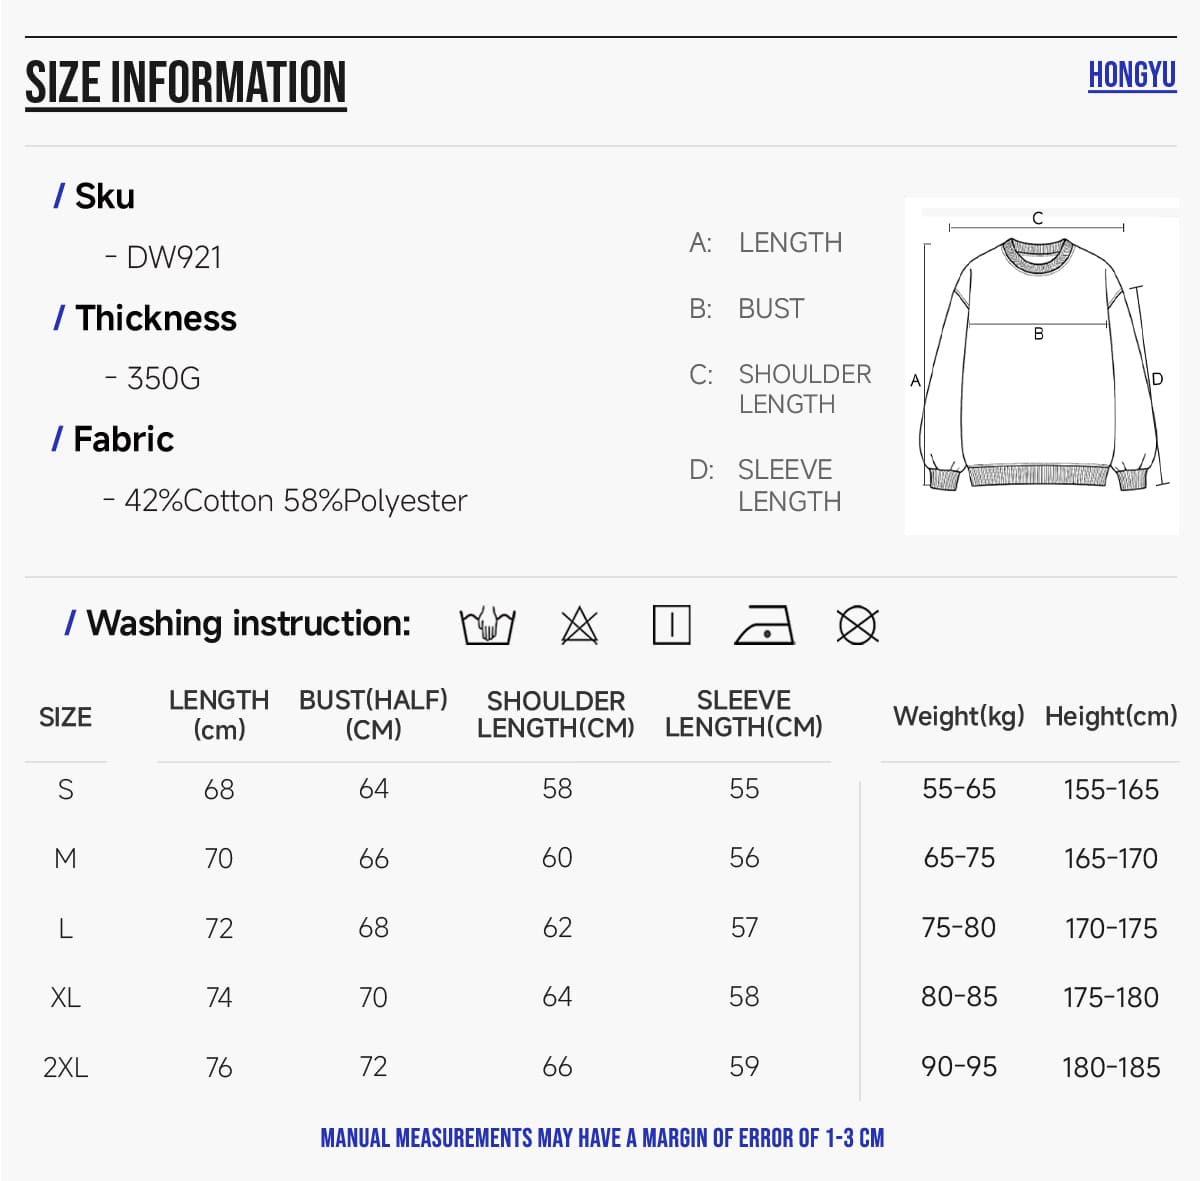 SIZE INFORMATION
HONGYU
/ Sku
- DW921
/ Thickness
- 350G
/ Fabric
- 42%Cotton 58%Polyester
A: LENGTH
B: BUST
C: SHOULDER
LENGTH
D: SLEEVE
LENGTH
C
B
A
D
/ Washing instruction:
SIZE LENGTH (cm) BUST(HALF) (CM) SHOULDER LENGTH(CM) SLEEVE LENGTH(CM) Weight(kg) Height(cm)
S 68 64 58 55 55-65 155-165
M 70 66 60 56 65-75 165-170
L 72 68 62 57 75-80 170-175
XL 74 70 64 58 80-85 175-180
2XL 76 72 66 59 90-95 180-185
MANUAL MEASUREMENTS MAY HAVE A MARGIN OF ERROR OF 1-3 CM